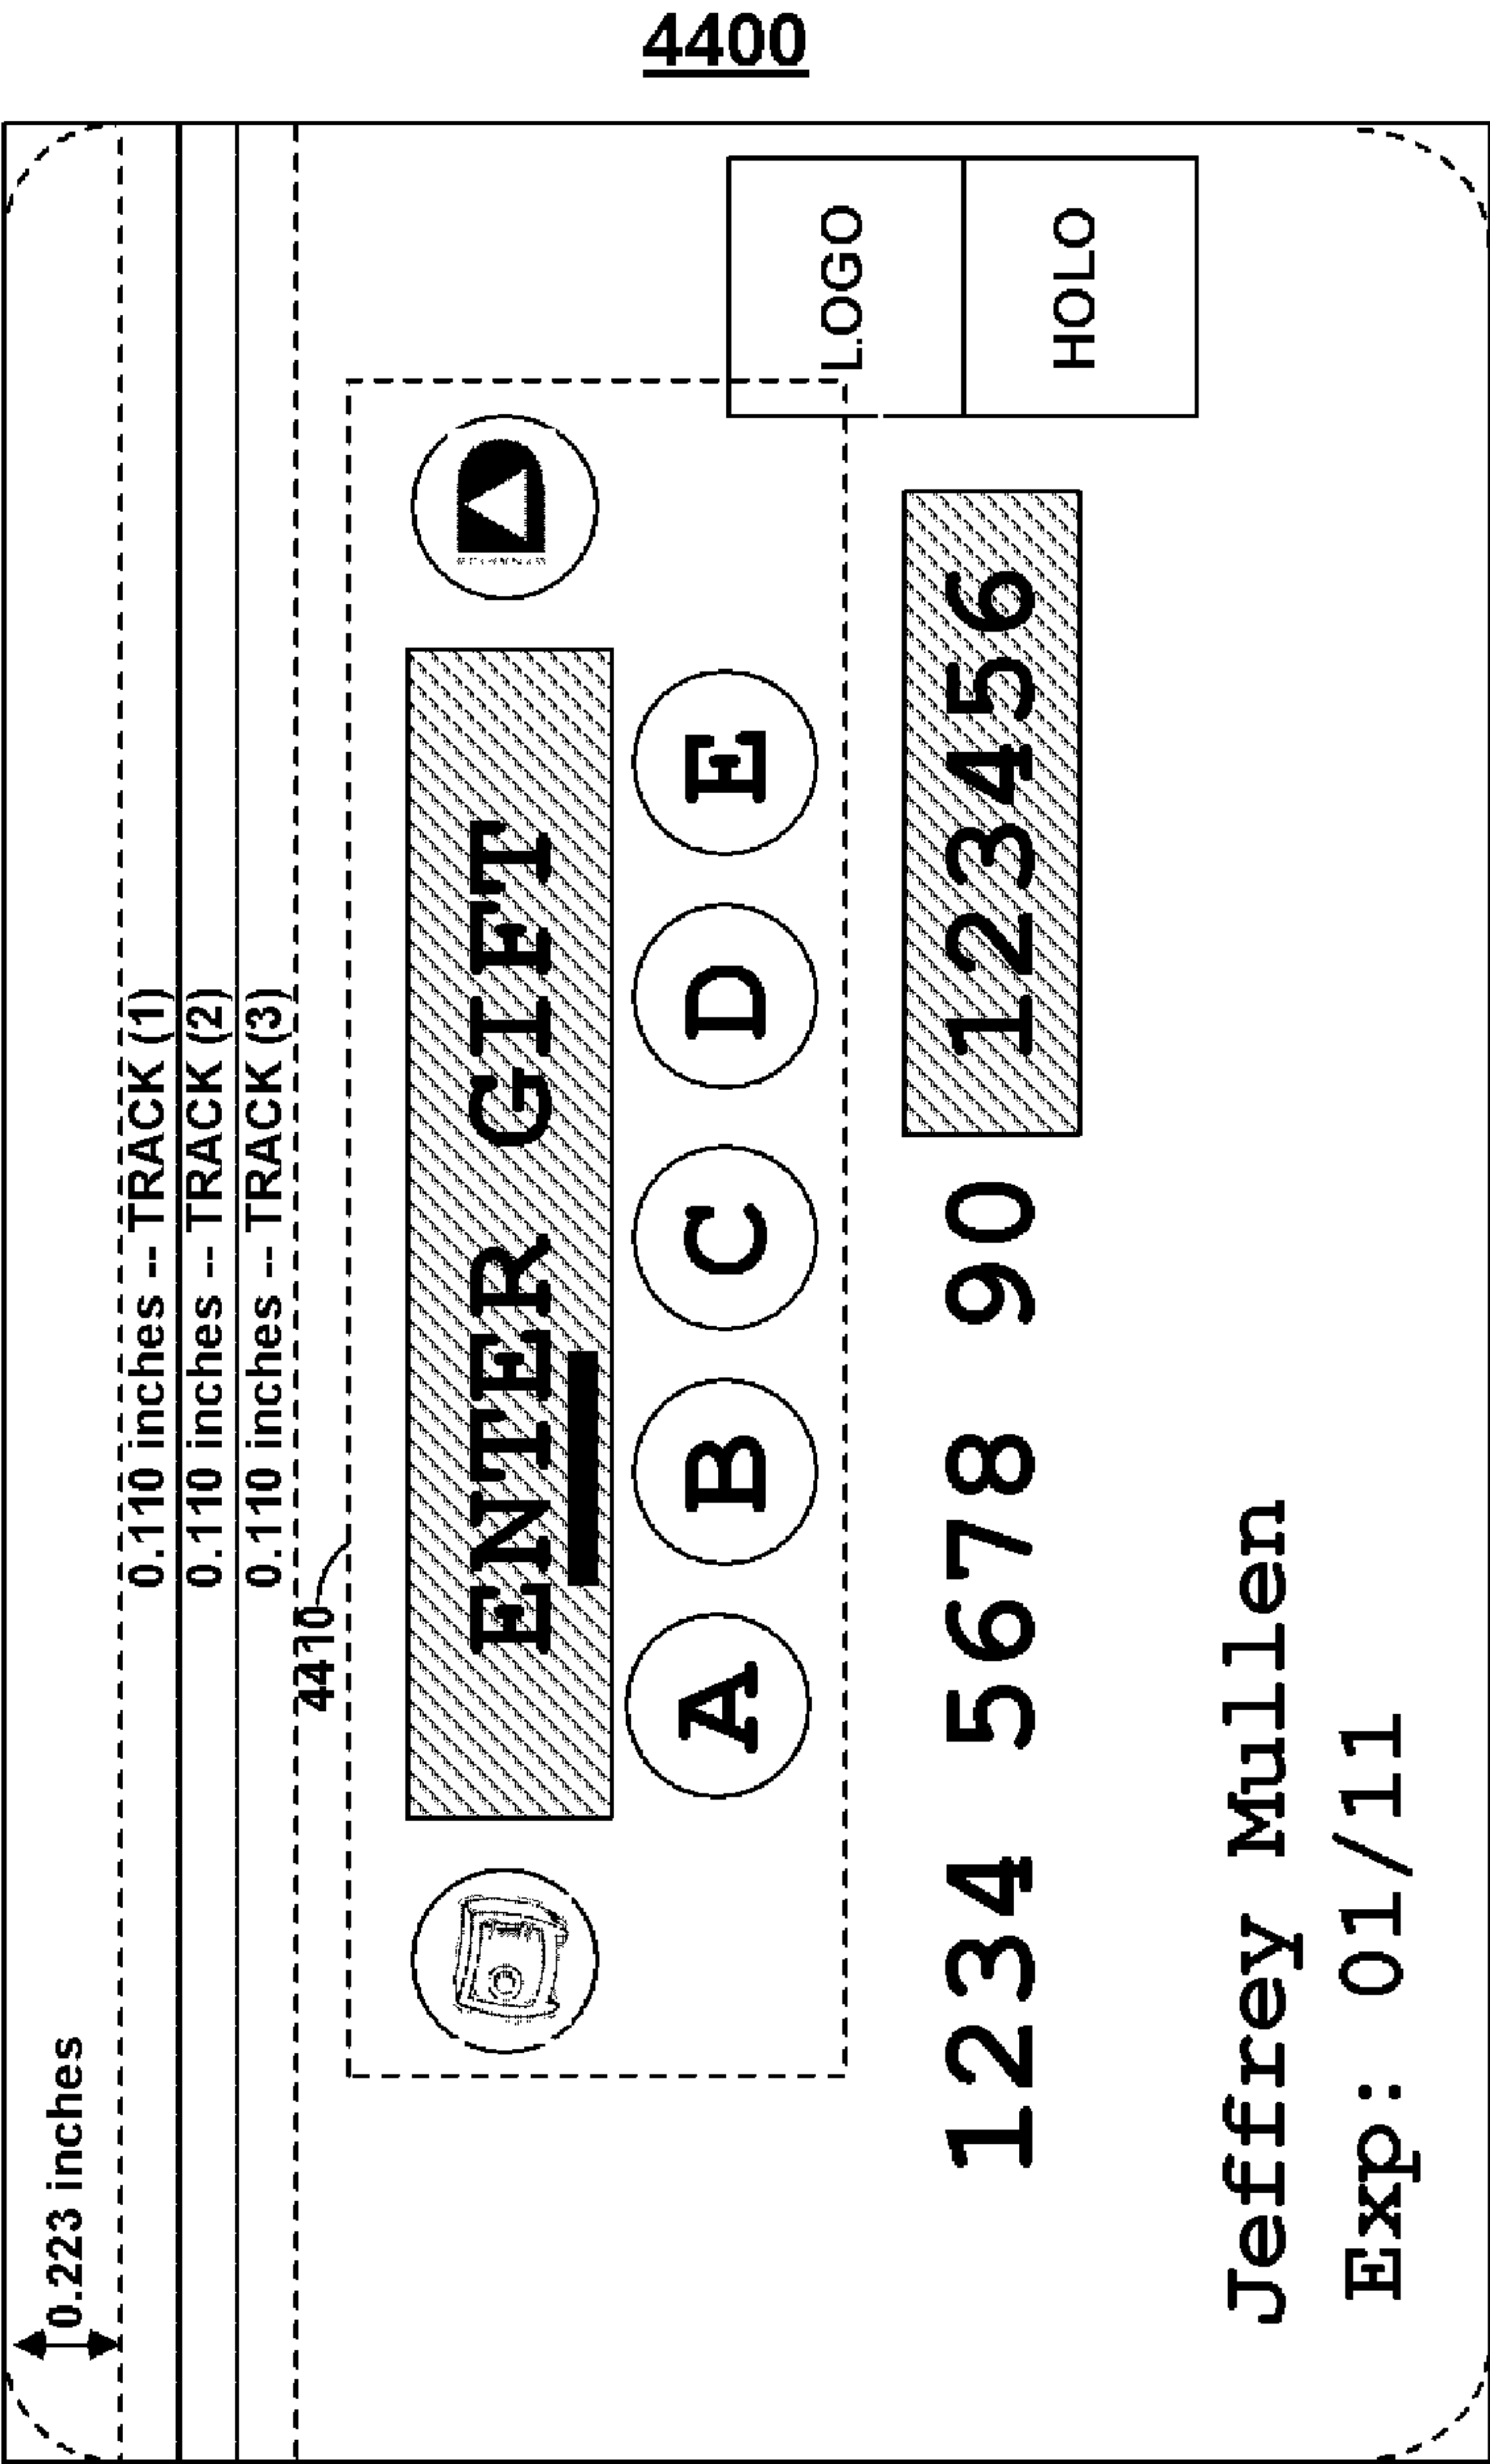 4400
0.223 inches
0.110 inches -- TRACK (1)
0.110 inches -- TRACK (2)
0.110 inches -- TRACK (3)
4410
ENTER GIFT
A B C D E
LOGO
1234 5678 90 123456
HOLO
Jeffrey Mullen
Exp: 01/11